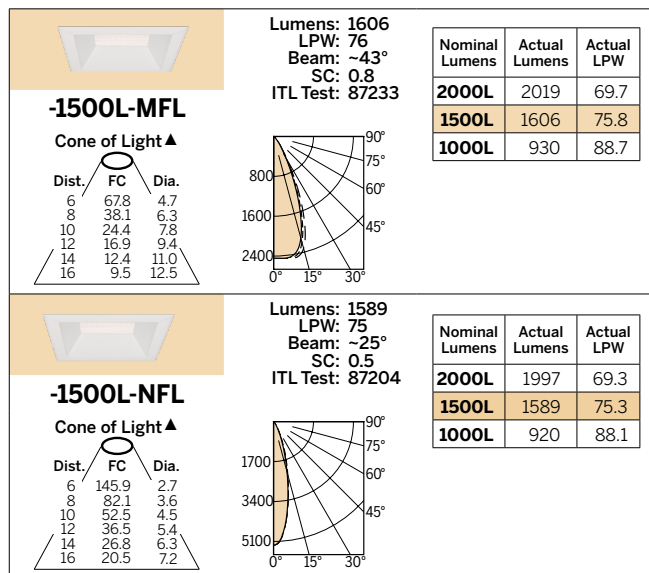 -1500L-MFL
Cone of Light▲
Dist. FC Dia.
6 67.8 4.7
8 38.1 6.3
10 24.4 7.8
12 16.9 9.4
14 12.4 11.0
16 9.5 12.5
Lumens: 1606
LPW: 76
Beam: ~43°
SC: 0.8
ITL Test: 87233
90°
75°
60°
45°
800
1600
2400
0° 15° 30°
Nominal Lumens Actual Lumens Actual LPW
2000L 2019 69.7
1500L 1606 75.8
1000L 930 88.7
-1500L-NFL
Cone of Light▲
Dist. FC Dia.
6 145.9 2.7
8 82.1 3.6
10 52.5 4.5
12 36.5 5.4
14 26.8 6.3
16 20.5 7.2
Lumens: 1589
LPW: 75
Beam: ~25°
SC: 0.5
ITL Test: 87204
90°
75°
60°
45°
1700
3400
5100
0° 15° 30°
Nominal Lumens Actual Lumens Actual LPW
2000L 1997 69.3
1500L 1589 75.3
1000L 920 88.1